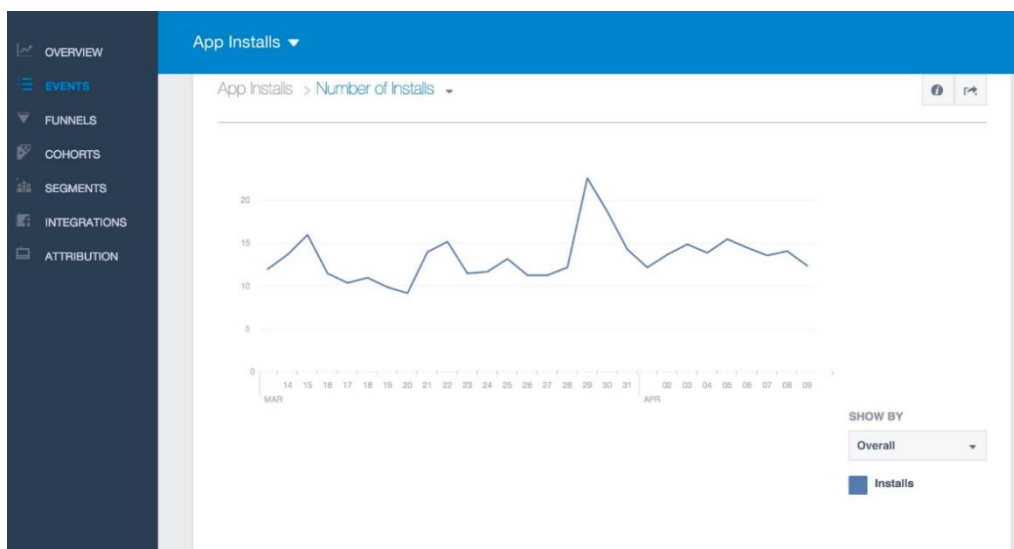 App Installs
OVERVIEW
EVENTS
FUNNELS
COHORTS
SEGMENTS
INTEGRATIONS
ATTRIBUTION
App Installs > Number of Installs
20
15
10
5
0
14 15 16 17 18 19 20 21 22 23 24 25 26 27 28 29 30 31 02 03 04 05 06 07 08 09
MAR APR
SHOW BY
Overall
Installs